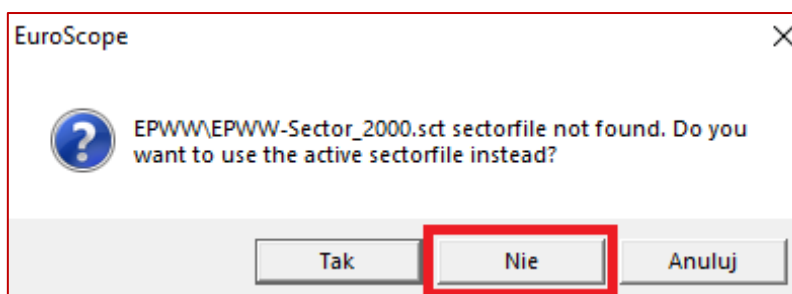 EuroScope
EPWW\EPWW-Sector_2000.sct sectorfile not found. Do you
want to use the active sectorfile instead?
Tak
Nie
Anuluj